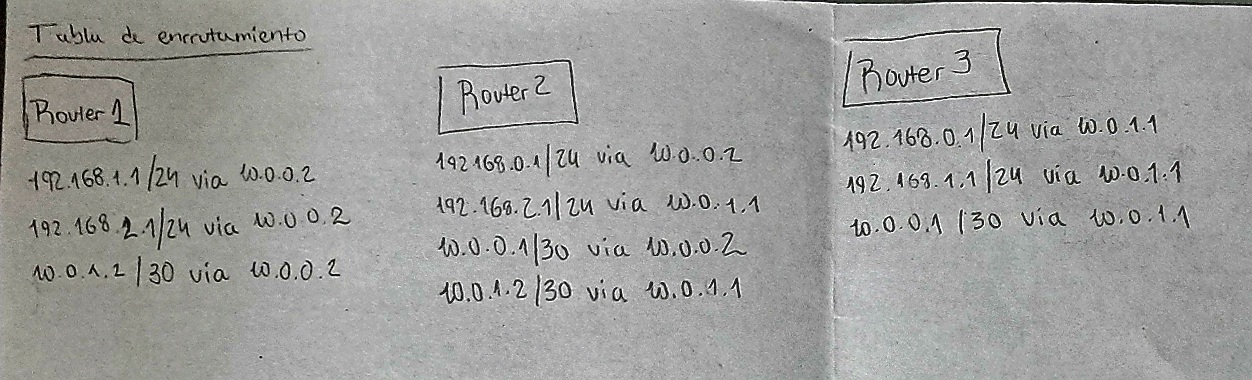 Tabla de enrrutamiento
Router 1
192.168.1.1/24 via 10.0.0.2
192.168.2.1/24 via 10.0.0.2
10.0.1.2/30 via 10.0.0.2
Router 2
192.168.0.1/24 via 10.0.0.2
192.168.2.1/24 via 10.0.1.1
10.0.0.1/30 via 10.0.0.2
10.0.1.2/30 via 10.0.1.1
Router 3
192.168.0.1/24 via 10.0.1.1
192.168.1.1/24 via 10.0.1.1
10.0.0.1/30 via 10.0.1.1